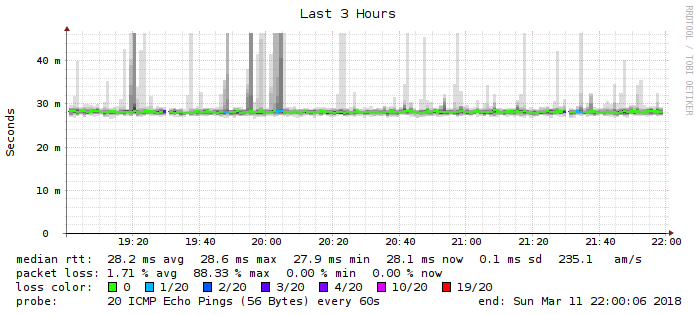 Last 3 Hours
RRDTOOL / TOBI OETIKER
Seconds
40 m
30 m
20 m
10 m
0
19:20 19:40 20:00 20:20 20:40 21:00 21:20 21:40 22:00
median rtt: 28.2 ms avg 28.6 ms max 27.9 ms min 28.1 ms now 0.1 ms sd 235.1 am/s
packet loss: 1.71 % avg 88.33 % max 0.00 % min 0.00 % now
loss color: 0 1/20 2/20 3/20 4/20 10/20 19/20
probe: 20 ICMP Echo Pings (56 Bytes) every 60s end: Sun Mar 11 22:00:06 2018